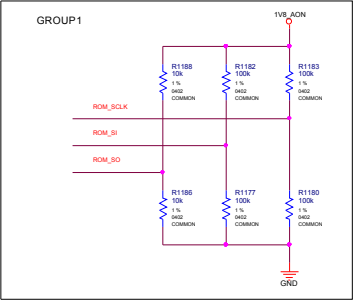 GROUP1
1V8_AON
R1188
10k
1 %
0402
COMMON
R1182
100k
1 %
0402
COMMON
R1183
100k
1 %
0402
COMMON
ROM_SCLK
ROM_SI
ROM_SO
R1186
10k
1 %
0402
COMMON
R1177
100k
1 %
0402
COMMON
R1180
100k
1 %
0402
COMMON
GND